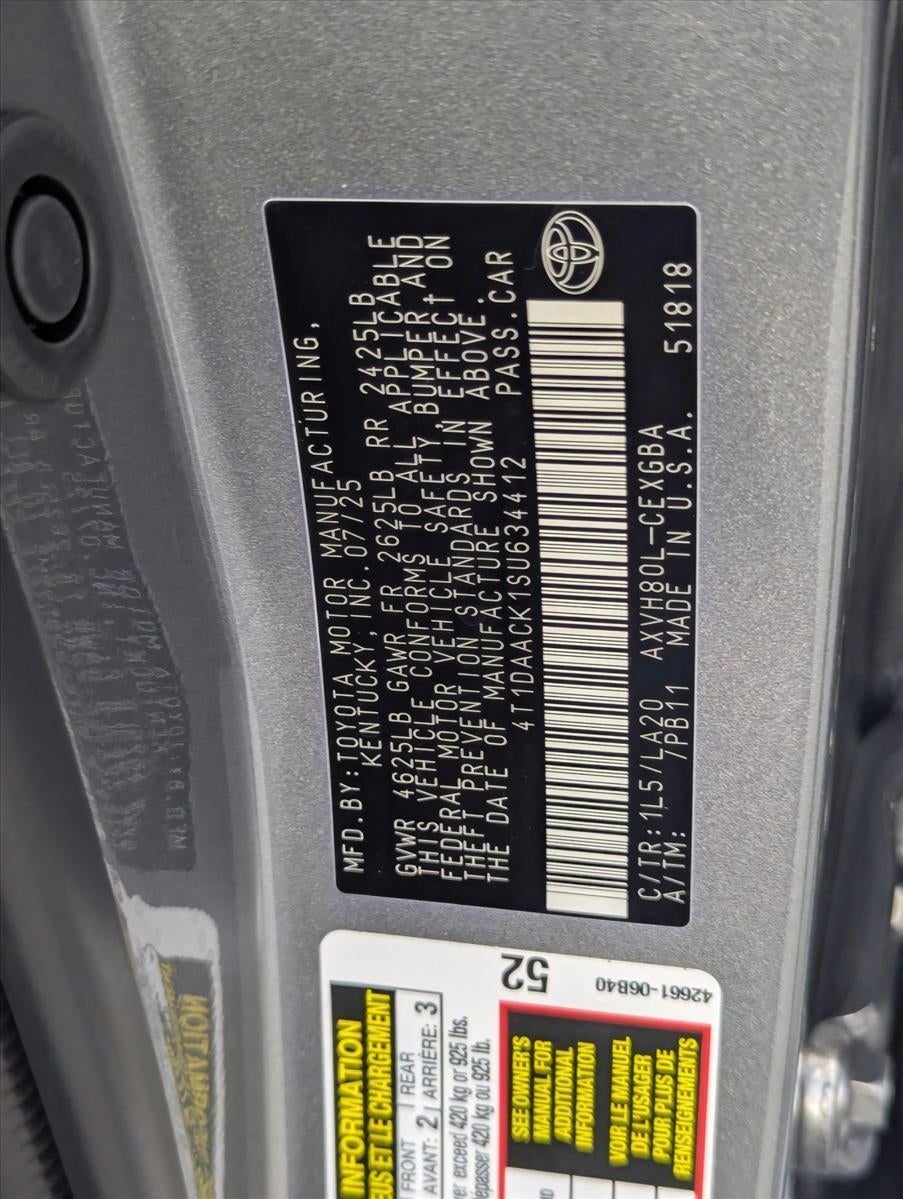 MFD.BY:TOYOTA MOTOR MANUFACTURING,
KENTUCKY, INC. 07/25
GVWR 4625LB GAWR FR 2625LB RR 2425LB
THIS VEHICLE CONFORMS TO ALL APPLICABLE
FEDERAL MOTOR VEHICLE SAFETY, BUMPER, AND
THEFT PREVENTION STANDARDS IN EFFECT ON
THE DATE OF MANUFACTURE SHOWN ABOVE.
4T1DAACK1SU634412 PASS.CAR
C/TR:1L5/LA20 AXVH80L-CEXGBA 51818
A/TM: /PB11 MADE IN U.S.A.
52
42661-06B40
INFORMATION
US ET LE CHARGEMENT
FRONT
AVANT: 2
REAR
ARRIÈRE: 3
er exceed 420 kg or 925 lbs.
épasser 420 kg ou 925 lb.
SEE OWNER'S
MANUAL FOR
ADDITIONAL
INFORMATION
VOIR LE MANUEL
DE L'USAGER
POUR PLUS DE
RENSEIGNEMENTS